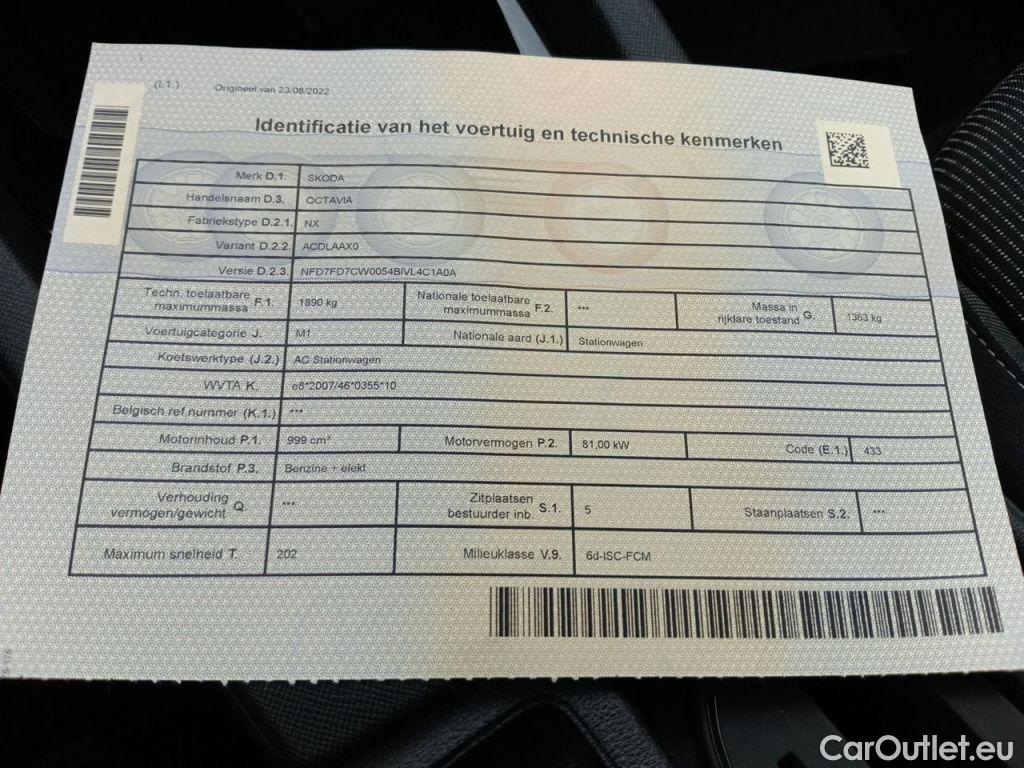 (I.1.) Origineel van 23/08/2022
Identificatie van het voertuig en technische kenmerken
Merk D.1. SKODA
Handelsnaam D.3. OCTAVIA
Fabriekstype D.2.1. NX
Variant D.2.2. ACDLAAX0
Versie D.2.3. NFD7FD7CW0054BIVL4C1A0A
Techn. toelaatbare maximummassa F.1. 1890 kg Nationale toelaatbare maximummassa F.2. *** Massa in rijklare toestand G. 1363 kg
Voertuigcategorie J. M1 Nationale aard (J.1.) Stationwagen
Koetswerktype (J.2.) AC Stationwagen
WVTA K. e8*2007/46*0355*10
Belgisch ref.nummer (K.1.) ***
Motorinhoud P.1. 999 cm³ Motorvermogen P.2. 81,00 kW Code (E.1.) 433
Brandstof P.3. Benzine + elekt
Verhouding vermogen/gewicht Q. *** Zitplaatsen bestuurder inb. S.1. 5 Staanplaatsen S.2. ***
Maximum snelheid T. 202 Milieuklasse V.9. 6d-ISC-FCM
CarOutlet.eu